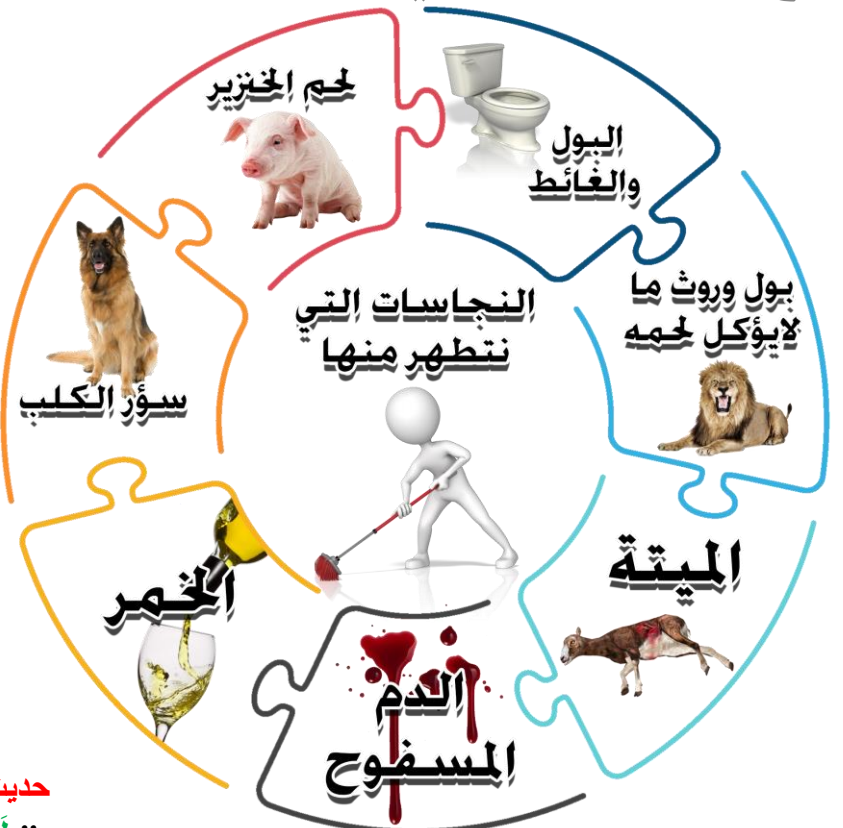 النجاسات التي
نتطهر منها
البول
والغائط
بول وروث ما
لايؤكل لحمه
الميتة
الدم
المسفوح
الخمر
سؤر الكلب
لحم الخنزير